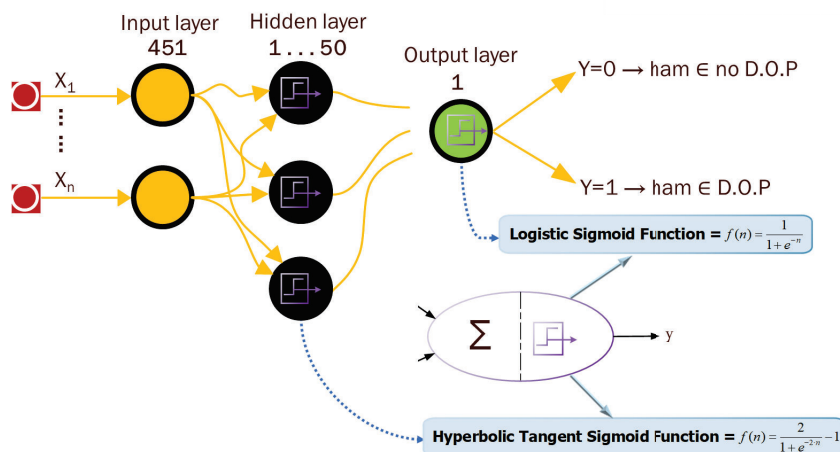 Input layer
451
Hidden layer
1...50
Output layer
1
X1
Xn
Y=0 → ham ∈ no D.O.P
Y=1 → ham ∈ D.O.P
Logistic Sigmoid Function = f(n) = 1 / (1 + e^-n)
Σ
y
Hyperbolic Tangent Sigmoid Function = f(n) = 2 / (1 + e^-2·n) - 1